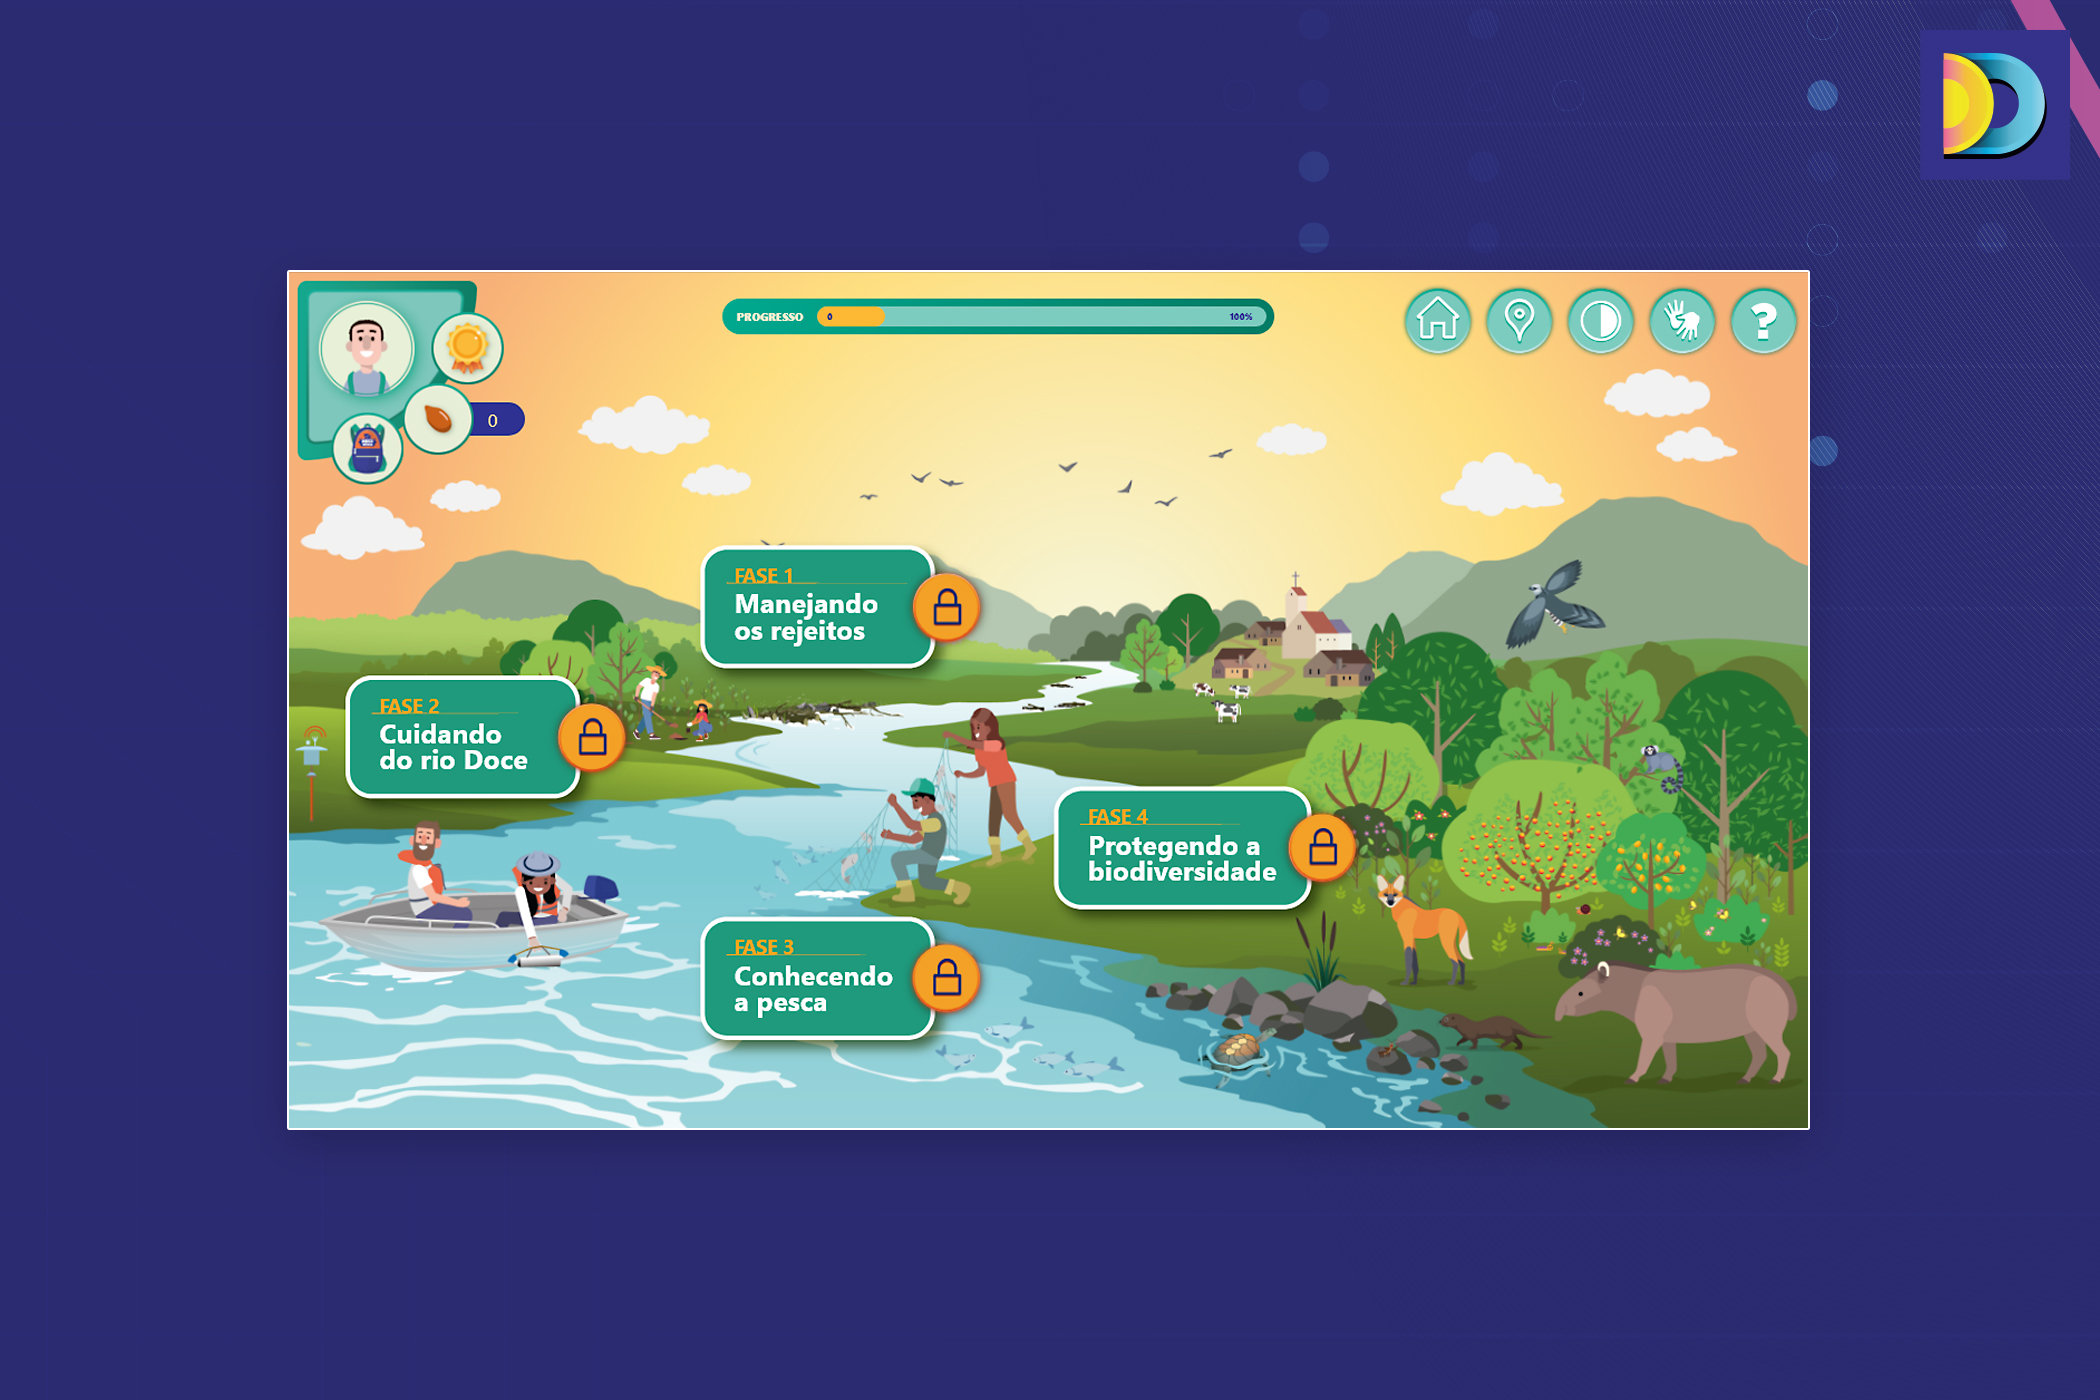 PROGRESSO 0 100%
?
0
FASE 1
Manejando
os rejeitos
FASE 2
Cuidando
do rio Doce
FASE 4
Protegendo a
biodiversidade
FASE 3
Conhecendo
a pesca